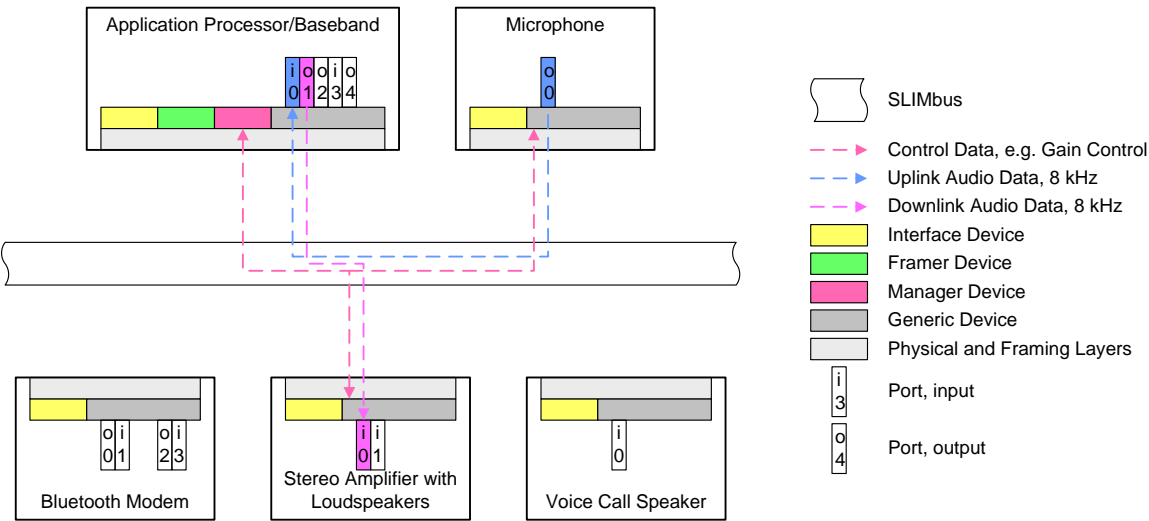 Application Processor/Baseband
i o o i o
0 1 2 3 4
Microphone
o
0
SLIMbus
Control Data, e.g. Gain Control
Uplink Audio Data, 8 kHz
Downlink Audio Data, 8 kHz
Interface Device
Framer Device
Manager Device
Generic Device
Physical and Framing Layers
i
3
Port, input
o
4
Port, output
o i o i
0 1 2 3
Bluetooth Modem
i i
0 1
Stereo Amplifier with
Loudspeakers
i
0
Voice Call Speaker